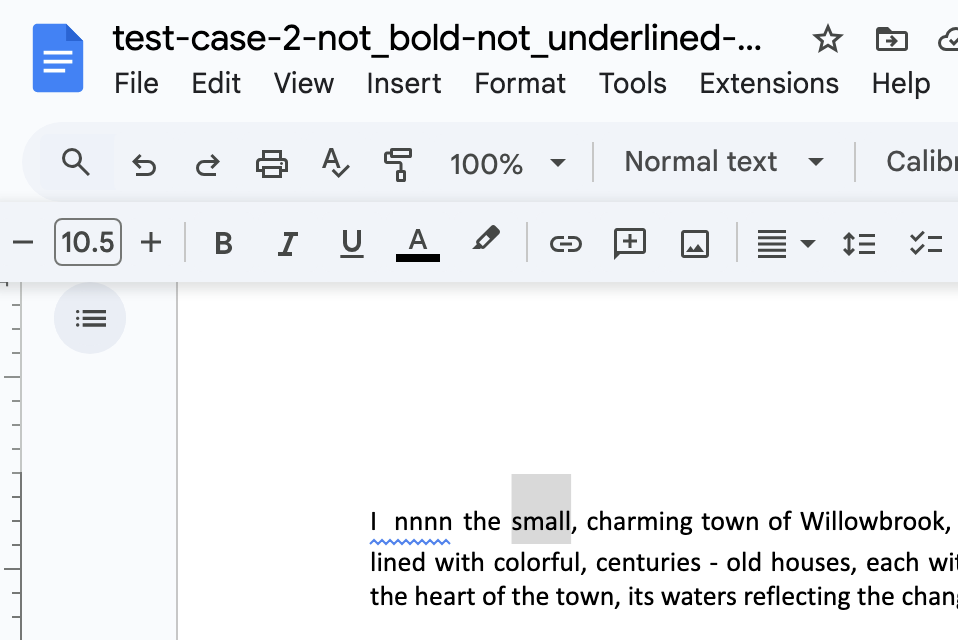 test-case-2-not_bold-not_underlined-...
File Edit View Insert Format Tools Extensions Help
100% Normal text Calibr
10.5 B I U A
I nnnn the small, charming town of Willowbrook,
lined with colorful, centuries - old houses, each wit
the heart of the town, its waters reflecting the chang